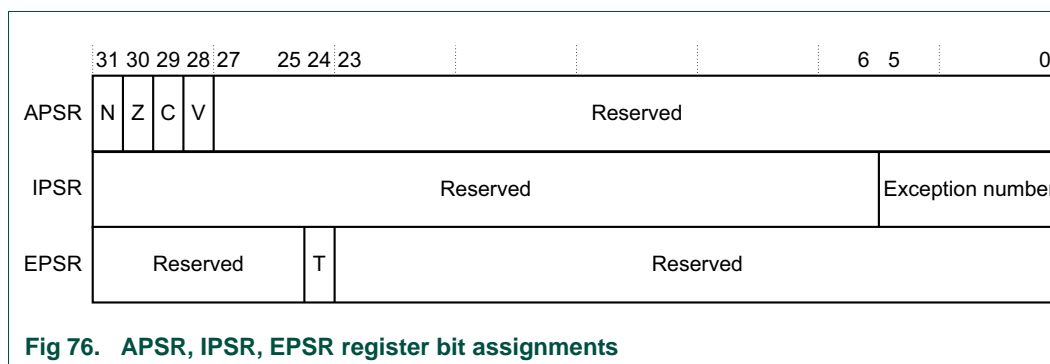 31 30 29 28 27 25 24 23 6 5 0
APSR N Z C V Reserved
IPSR Reserved Exception number
EPSR Reserved T Reserved
Fig 76. APSR, IPSR, EPSR register bit assignments